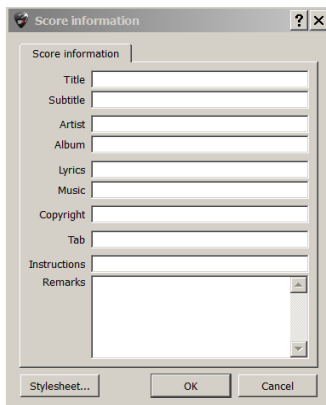 Score information
Score information
Title
Subtitle
Artist
Album
Lyrics
Music
Copyright
Tab
Instructions
Remarks
Stylesheet... OK Cancel